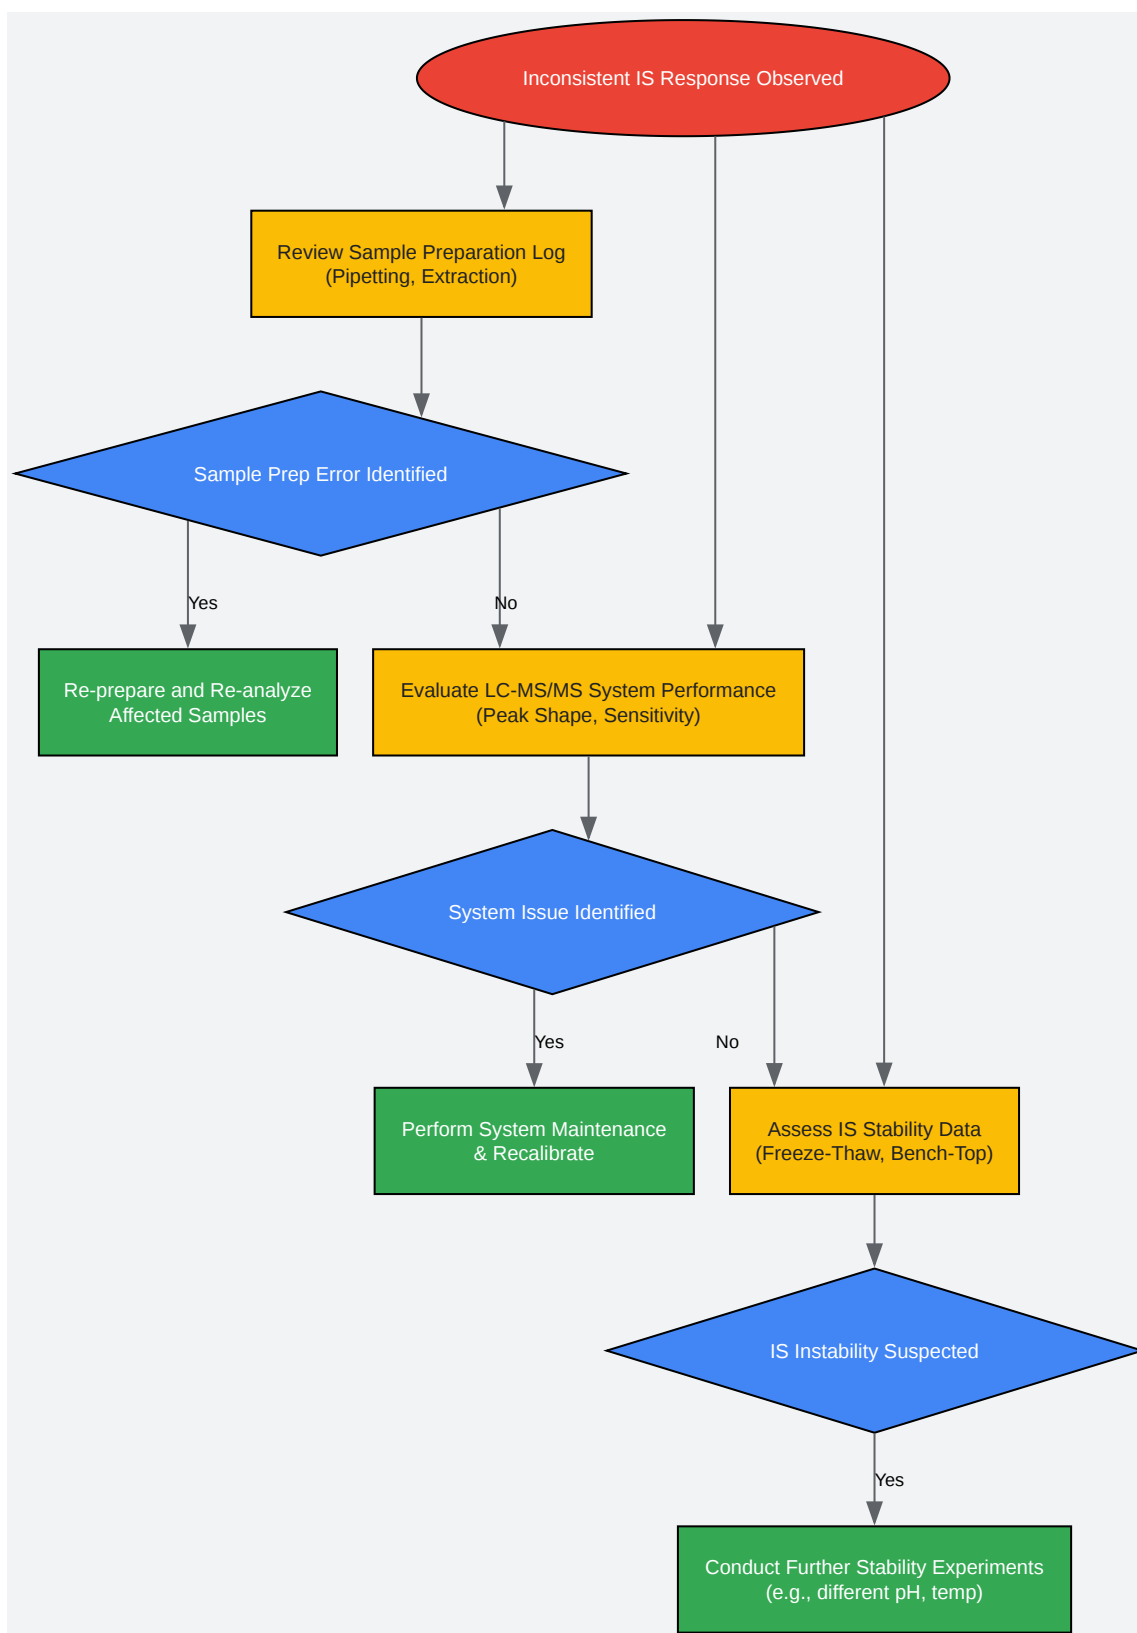 Inconsistent IS Response Observed
Review Sample Preparation Log
(Pipetting, Extraction)
Sample Prep Error Identified
Yes
No
Re-prepare and Re-analyze
Affected Samples
Evaluate LC-MS/MS System Performance
(Peak Shape, Sensitivity)
System Issue Identified
Yes
No
Perform System Maintenance
& Recalibrate
Assess IS Stability Data
(Freeze-Thaw, Bench-Top)
IS Instability Suspected
Yes
Conduct Further Stability Experiments
(e.g., different pH, temp)